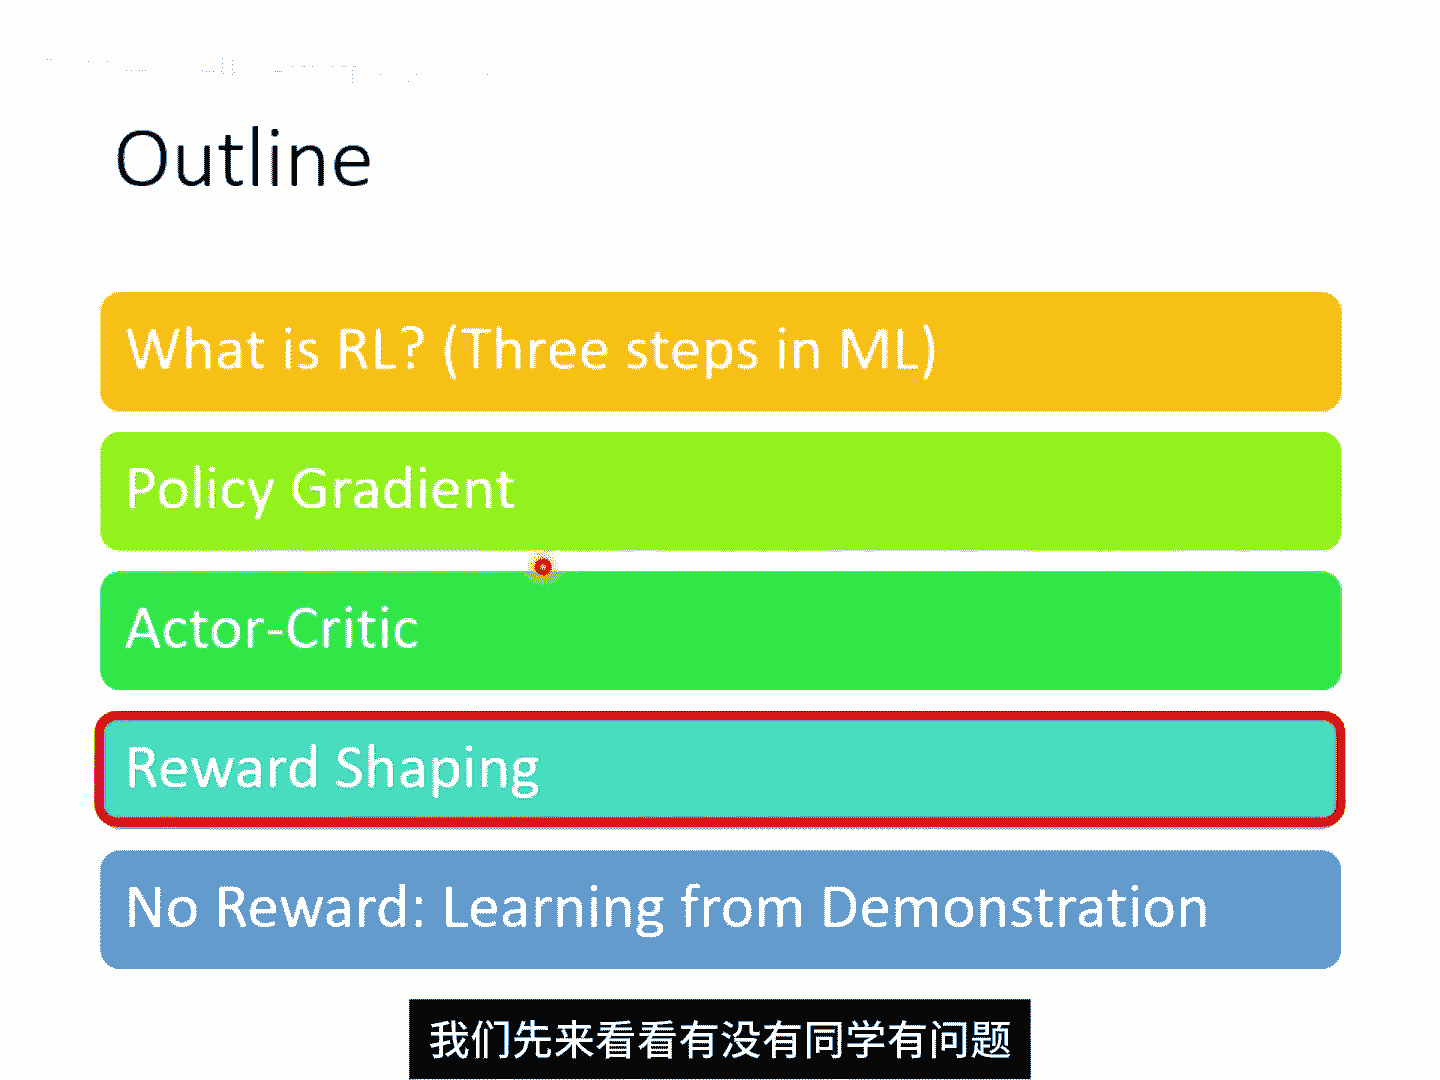 Outline
What is RL? (Three steps in ML)
Policy Gradient
Actor-Critic
Reward Shaping
No Reward: Learning from Demonstration
我们先来看看有没有同学有问题